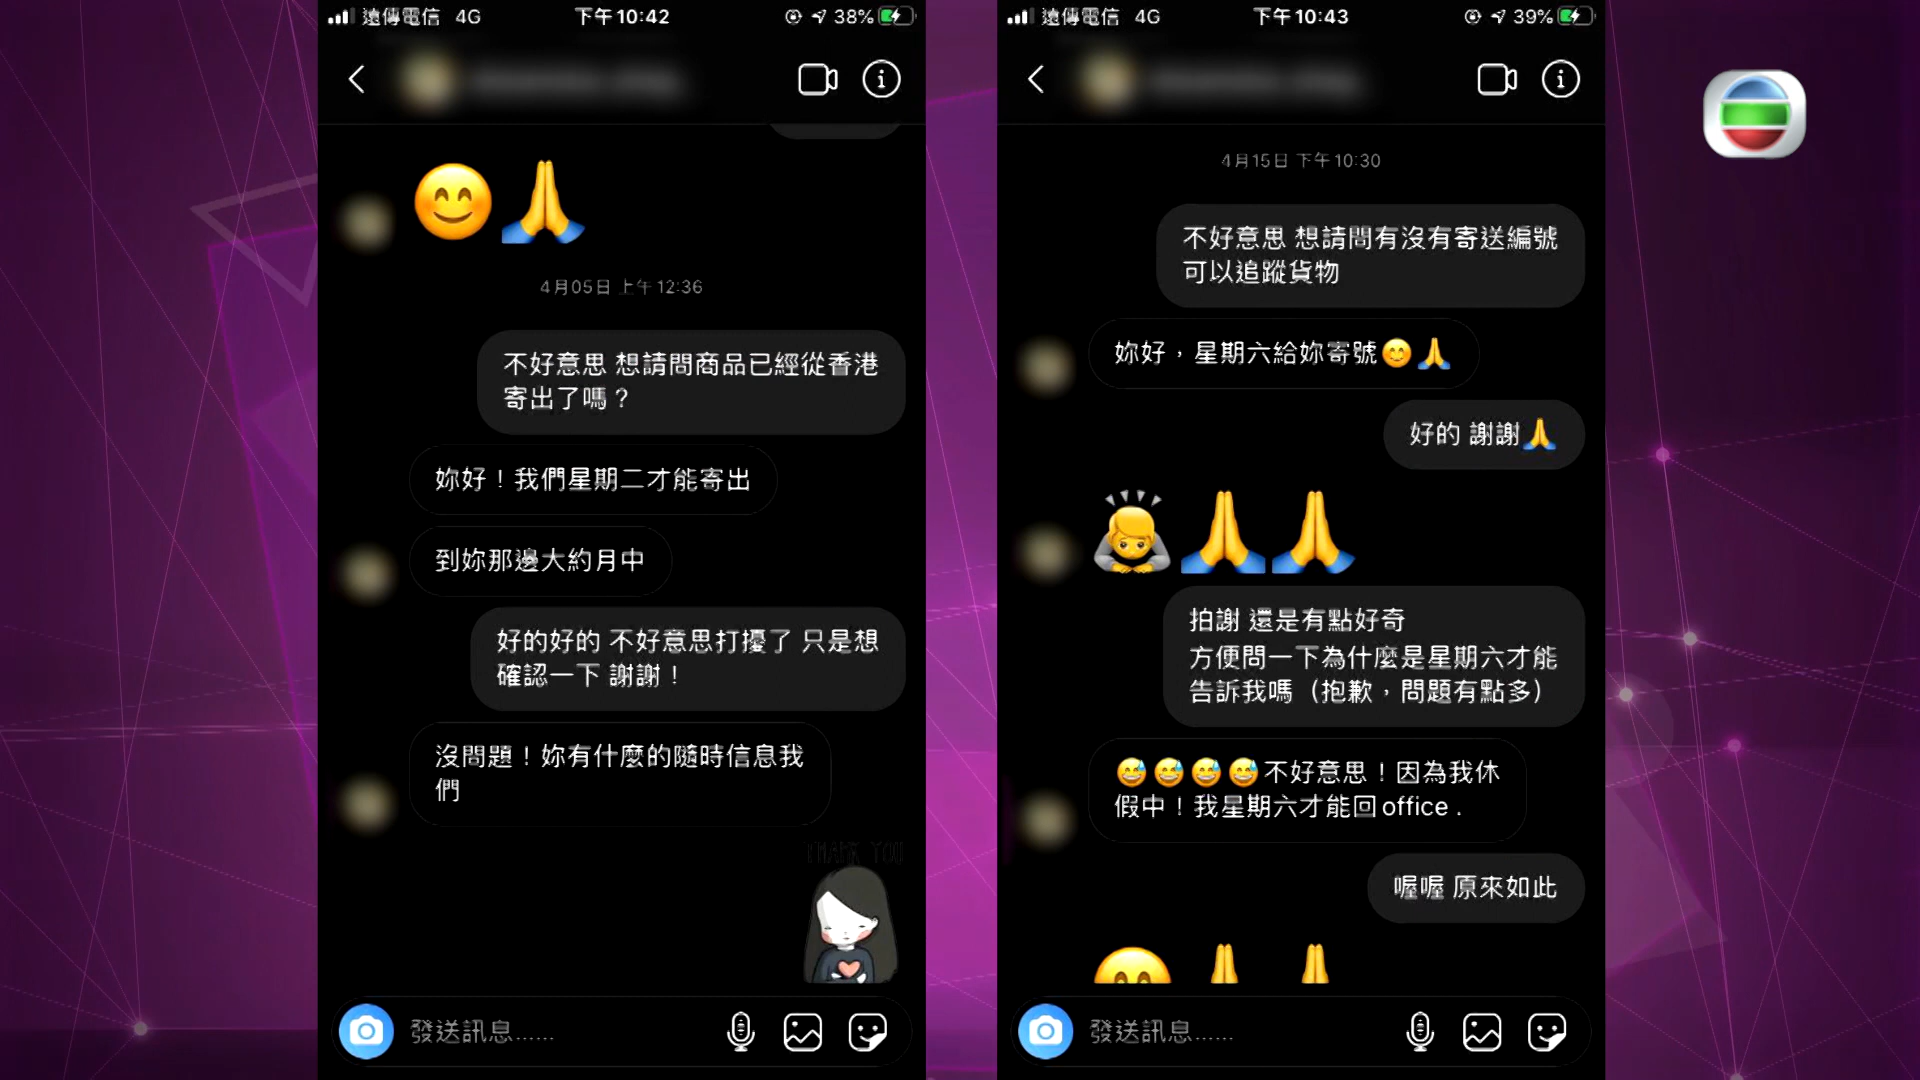 遠傳電信 4G 下午10:42 38%
4月05日 上午12:36
不好意思 想請問商品已經從香港
寄出了嗎？
妳好！我們星期二才能寄出
到妳那邊大約月中
好的好的 不好意思打擾了 只是想
確認一下 謝謝！
沒問題！妳有什麼的隨時信息我
們
THANK YOU
發送訊息......
遠傳電信 4G 下午10:43 39%
4月15日 下午10:30
不好意思 想請問有沒有寄送編號
可以追蹤貨物
妳好，星期六給妳寄號😊🙏
好的 謝謝🙏
拍謝 還是有點好奇
方便問一下為什麼是星期六才能
告訴我嗎（抱歉，問題有點多）
😅😅😅😅不好意思！因為我休
假中！我星期六才能回office .
喔喔 原來如此
發送訊息......